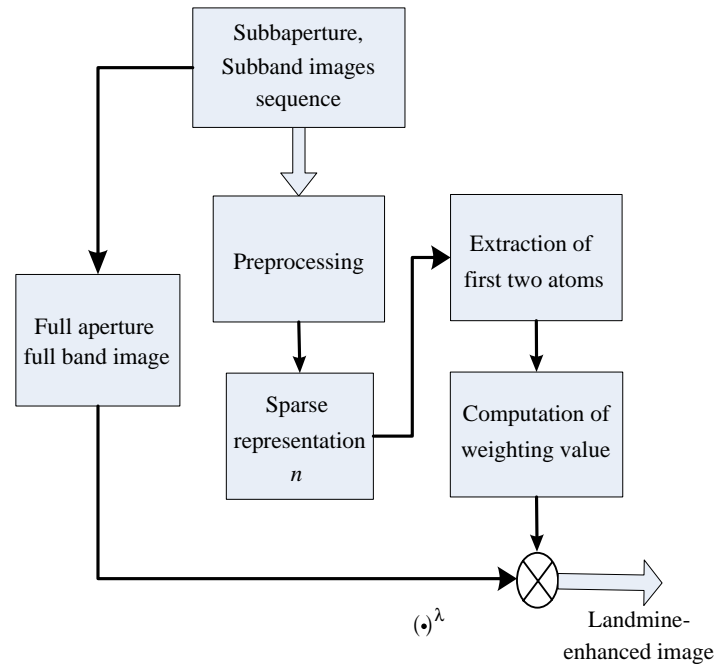 Subbaperture,
Subband images
sequence
Preprocessing
Extraction of
first two atoms
Full aperture
full band image
Sparse
representation
n
Computation of
weighting value
(•)λ
Landmine-
enhanced image